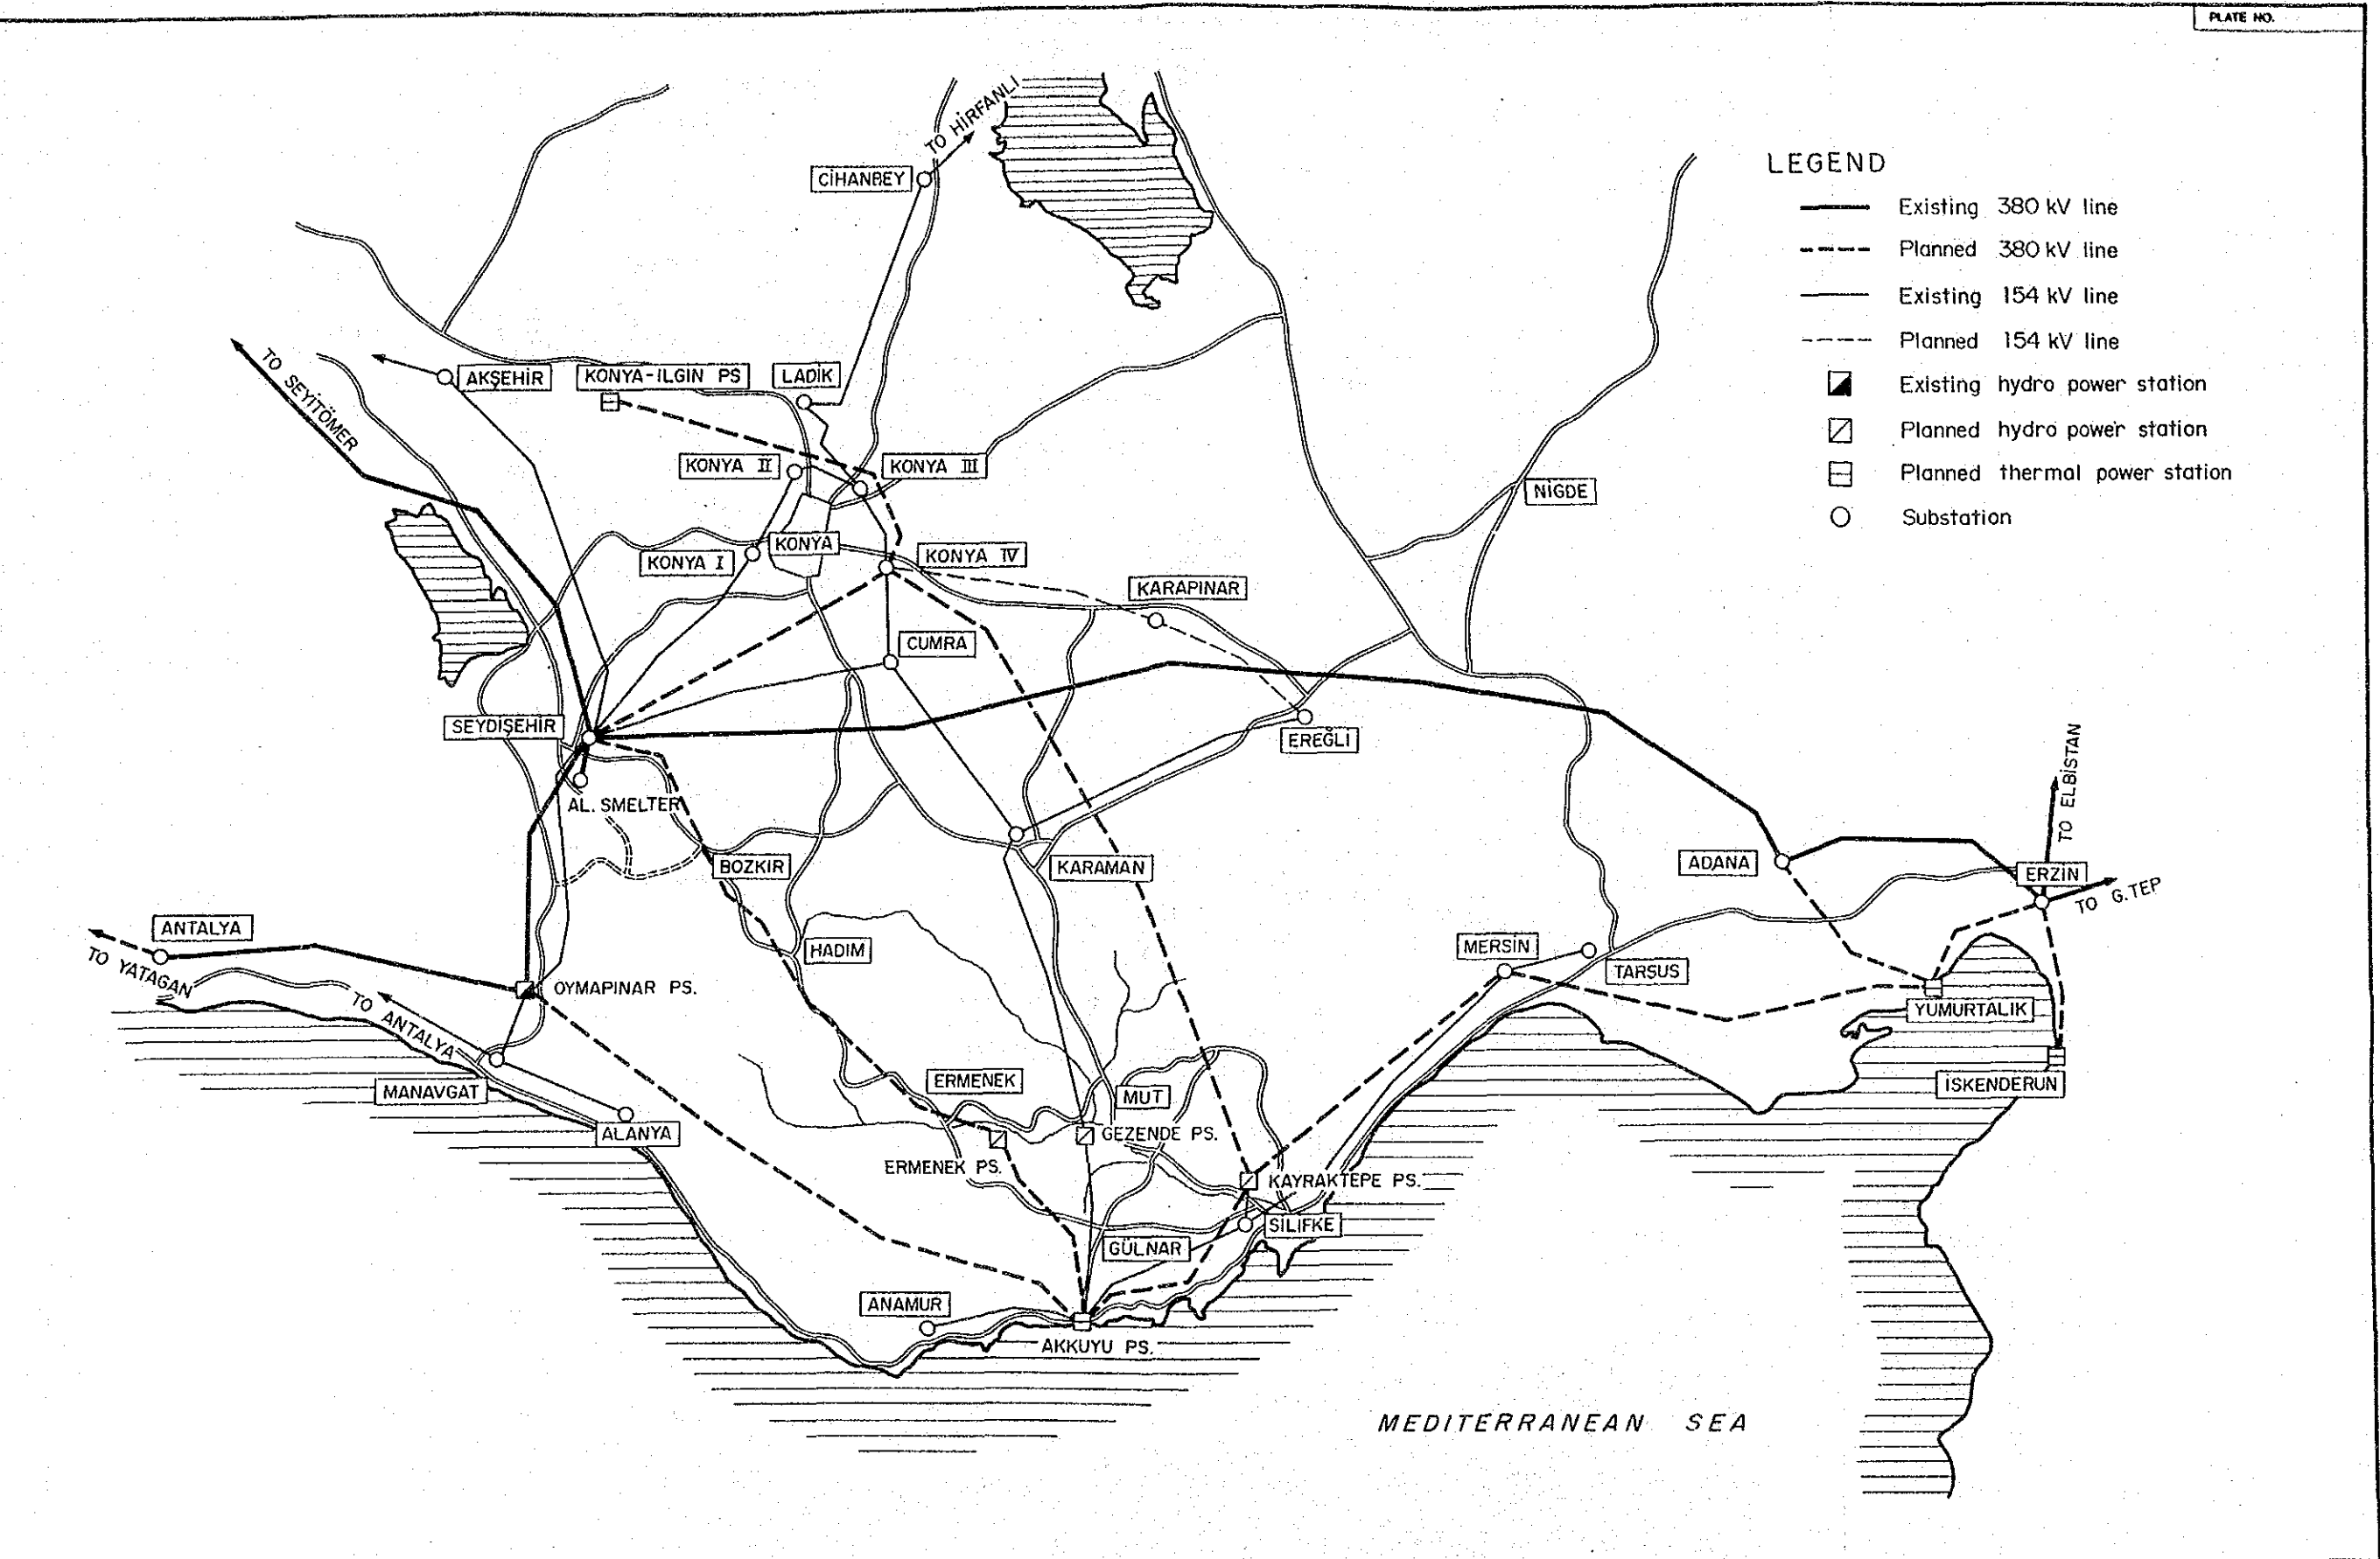 PLATE NO.
TO HİRFANLI
CİHANBEY
LEGEND
Existing 380 kV line
Planned 380 kV line
Existing 154 kV line
Planned 154 kV line
Existing hydro power station
Planned hydro power station
Planned thermal power station
Substation
TO SEYİTÖMER
AKŞEHİR
KONYA-ILGIN PS
LADİK
KONYA II
KONYA III
NİGDE
KONYA
KONYA I
KONYA IV
KARAPINAR
CUMRA
SEYDİŞEHİR
EREĞLİ
AL. SMELTER
TO ELBİSTAN
BOZKIR
KARAMAN
ADANA
ERZİN
TO G.TEP
ANTALYA
TO YATAGAN
HADIM
MERSİN
TARSUS
OYMAPINAR PS.
TO ANTALYA
YUMURTALIK
MANAVGAT
ERMENEK
MUT
İSKENDERUN
ALANYA
GEZENDE PS.
ERMENEK PS.
KAYRAKTEPE PS.
SİLİFKE
GÜLNAR
ANAMUR
AKKUYU PS.
MEDITERRANEAN SEA